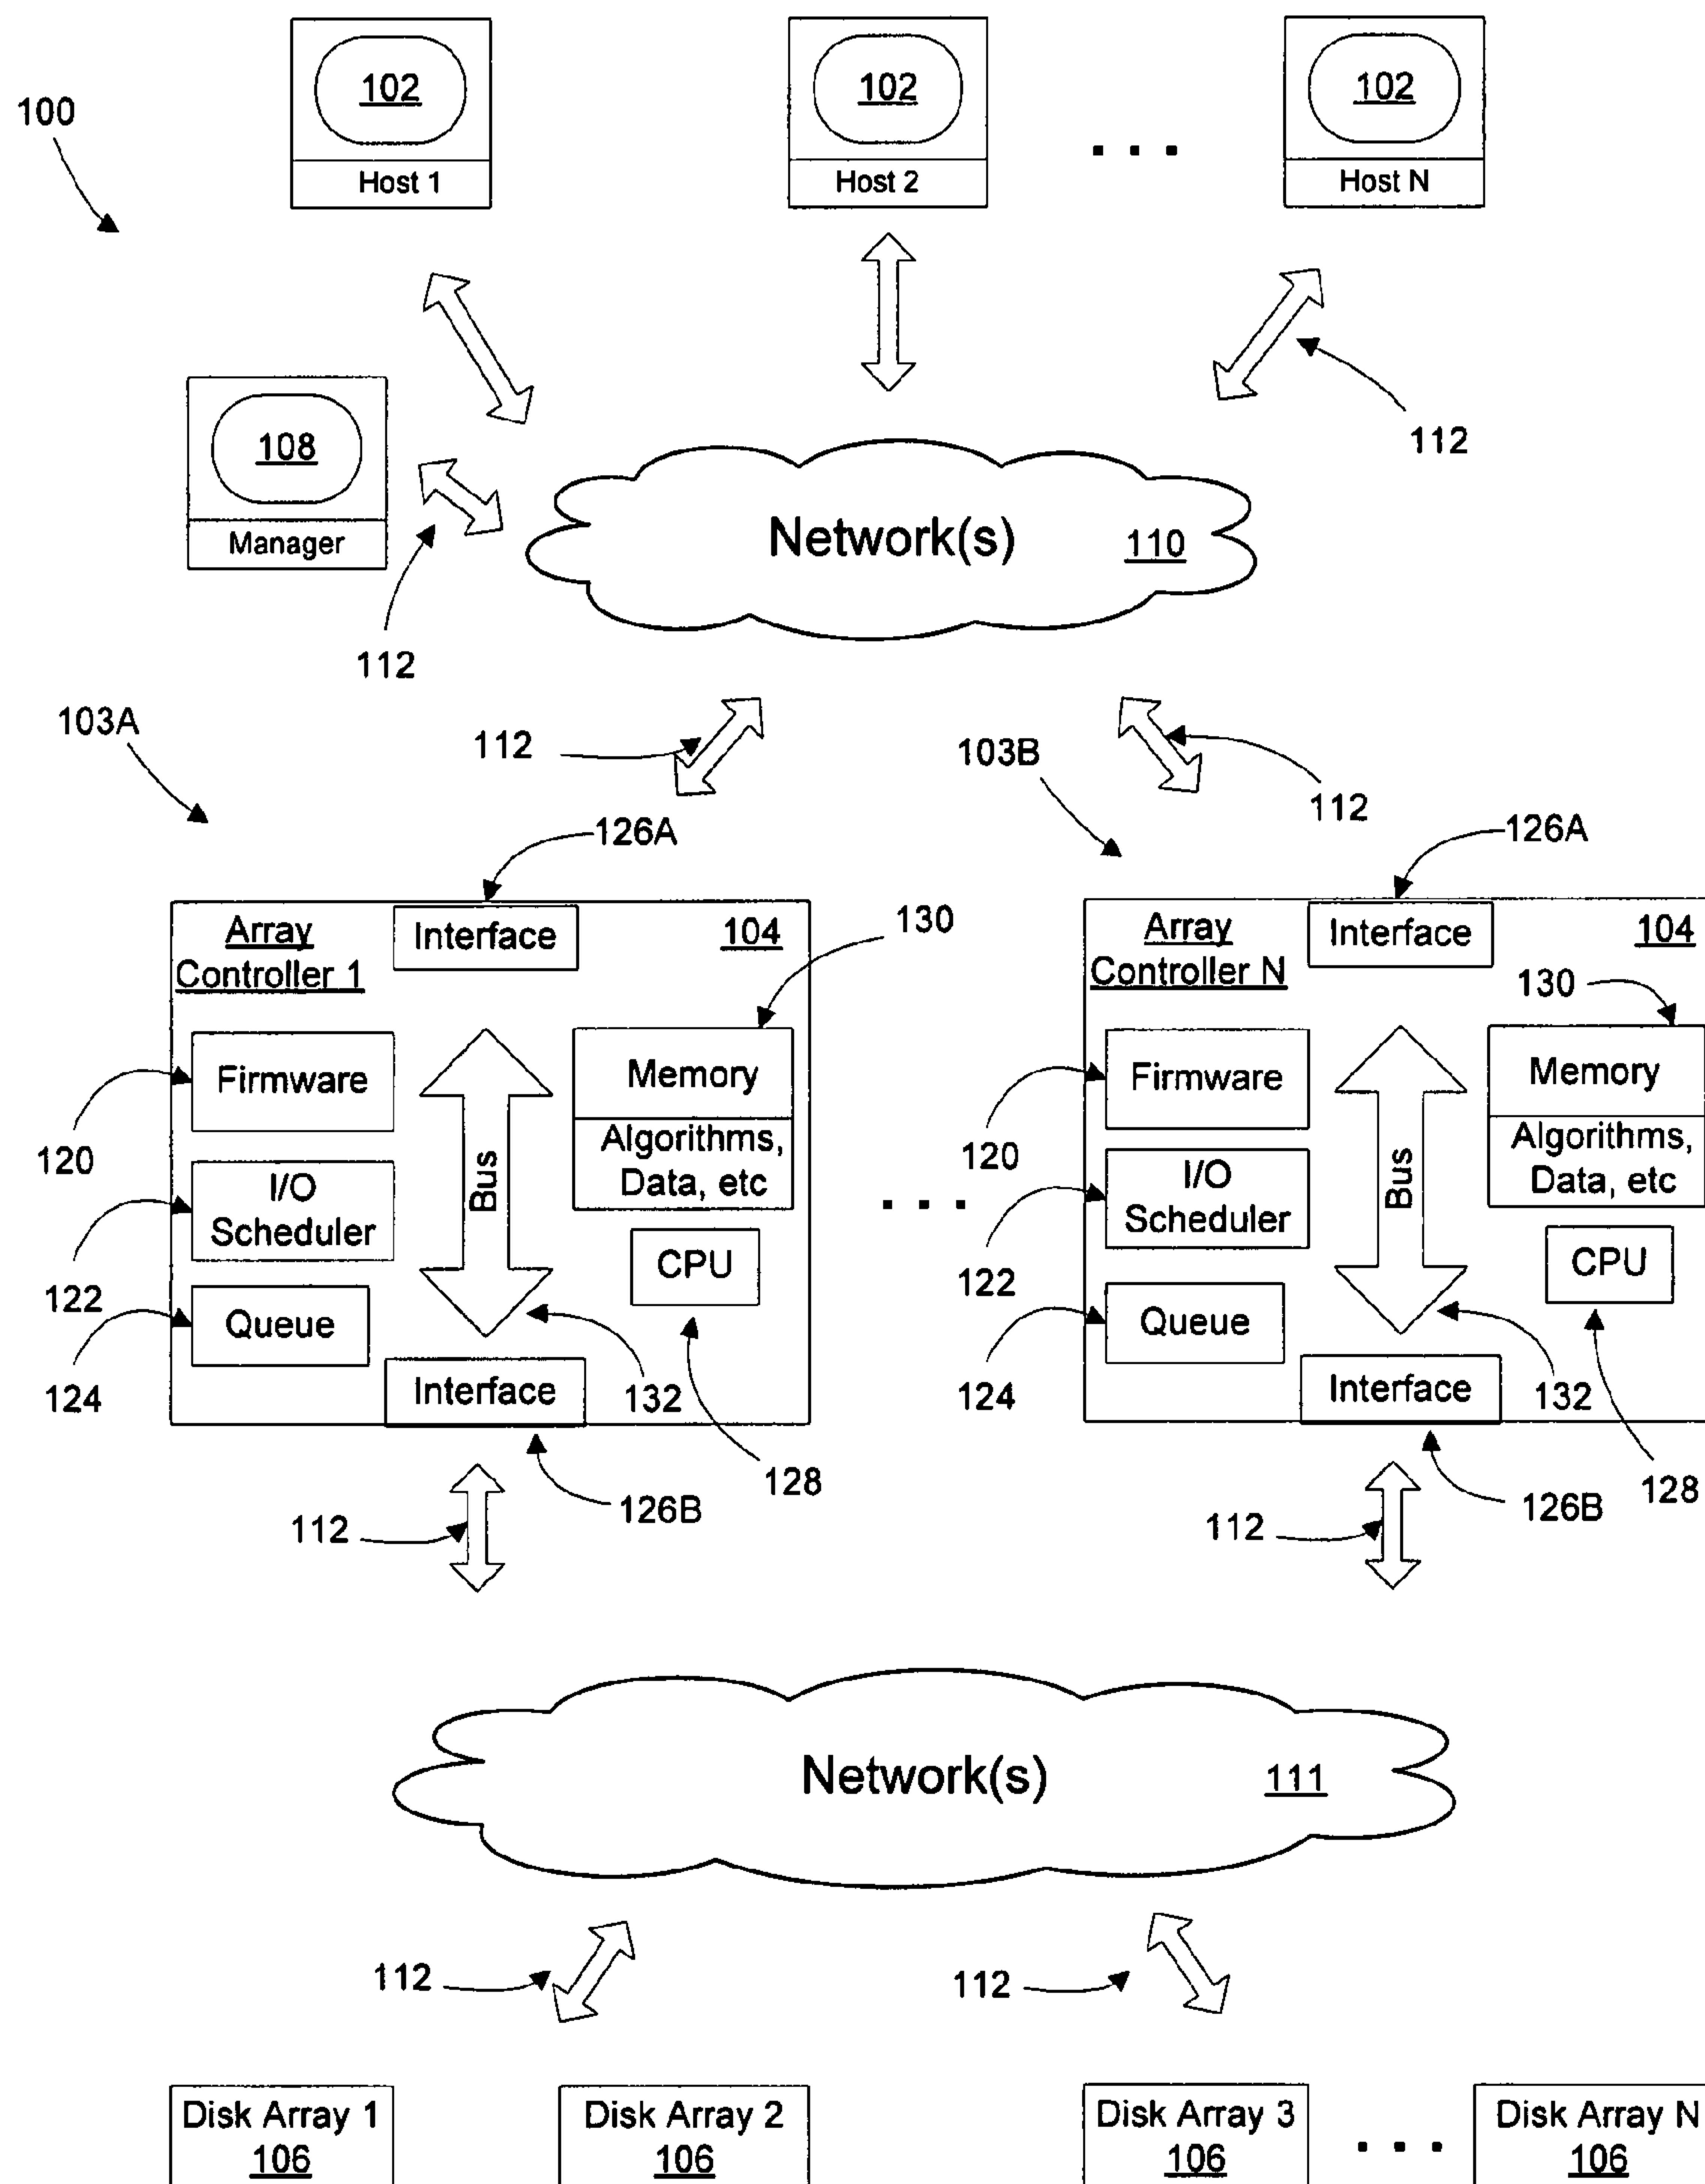 102
102
102
100
Host 1
Host 2
Host N
112
108
Manager
Network(s)
110
112
103A
112
103B
112
126A
126A
Array
Controller 1
Interface
104
130
Array
Controller N
Interface
104
130
Firmware
Memory
120
Algorithms,
Data, etc
I/O
Scheduler
Bus
122
CPU
Queue
124
Interface
132
128
126B
112
Firmware
Memory
120
Algorithms,
Data, etc
I/O
Scheduler
Bus
122
CPU
Queue
124
Interface
132
128
126B
112
Network(s)
111
112
112
Disk Array 1
106
Disk Array 2
106
Disk Array 3
106
Disk Array N
106